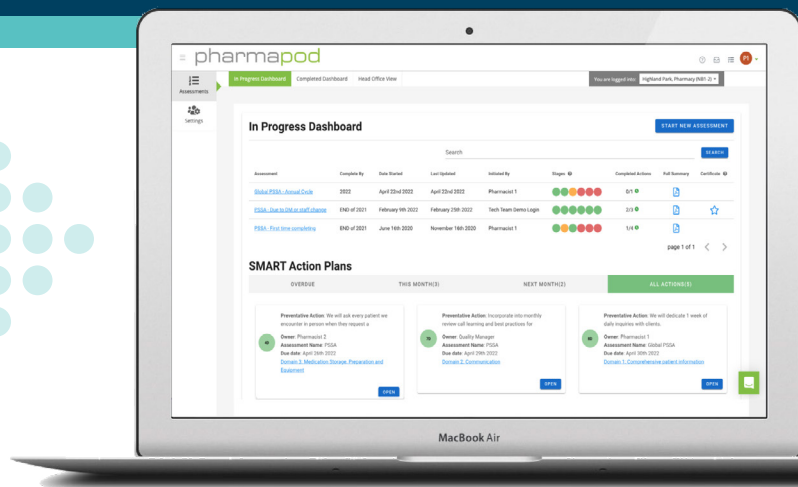 pharmapod
PI
In Progress Dashboard
Completed Dashboard
Head Office View
You are logged into:
Highland Park, Pharmacy (NB1-2)
Assessments
Settings
In Progress Dashboard
START NEW ASSESSMENT
Search
SEARCH
Assessment Complete By Date Started Last Updated Initiated By Stages Completed Actions Full Summary Certificate
Global PSSA - Annual Cycle 2022 April 22nd 2022 April 22nd 2022 Pharmacist 1 0/1
PSSA - Due to DM or staff change END of 2021 February 9th 2022 February 25th 2022 Tech Team Demo Login 2/3
PSSA - First time completing END of 2021 June 16th 2020 November 16th 2020 Pharmacist 1 1/4
page 1 of 1
SMART Action Plans
OVERDUE THIS MONTH(3) NEXT MONTH(2) ALL ACTIONS(5)
Preventative Action: We will ask every patient we
encounter in person when they request a
Owner: Pharmacist 2
Assessment Name: PSSA
Due date: April 26th 2022
Domain 3: Medication Storage, Preparation and
Equipment
OPEN
Preventative Action: Incorporate into monthly
review call learning and best practices for
Owner: Quality Manager
Assessment Name: PSSA
Due date: April 29th 2022
Domain 2: Communication
OPEN
Preventative Action: We will dedicate 1 week of
daily inquiries with clients.
Owner: Pharmacist 1
Assessment Name: Global PSSA
Due date: April 30th 2022
Domain 1: Comprehensive patient information
OPEN
MacBook Air